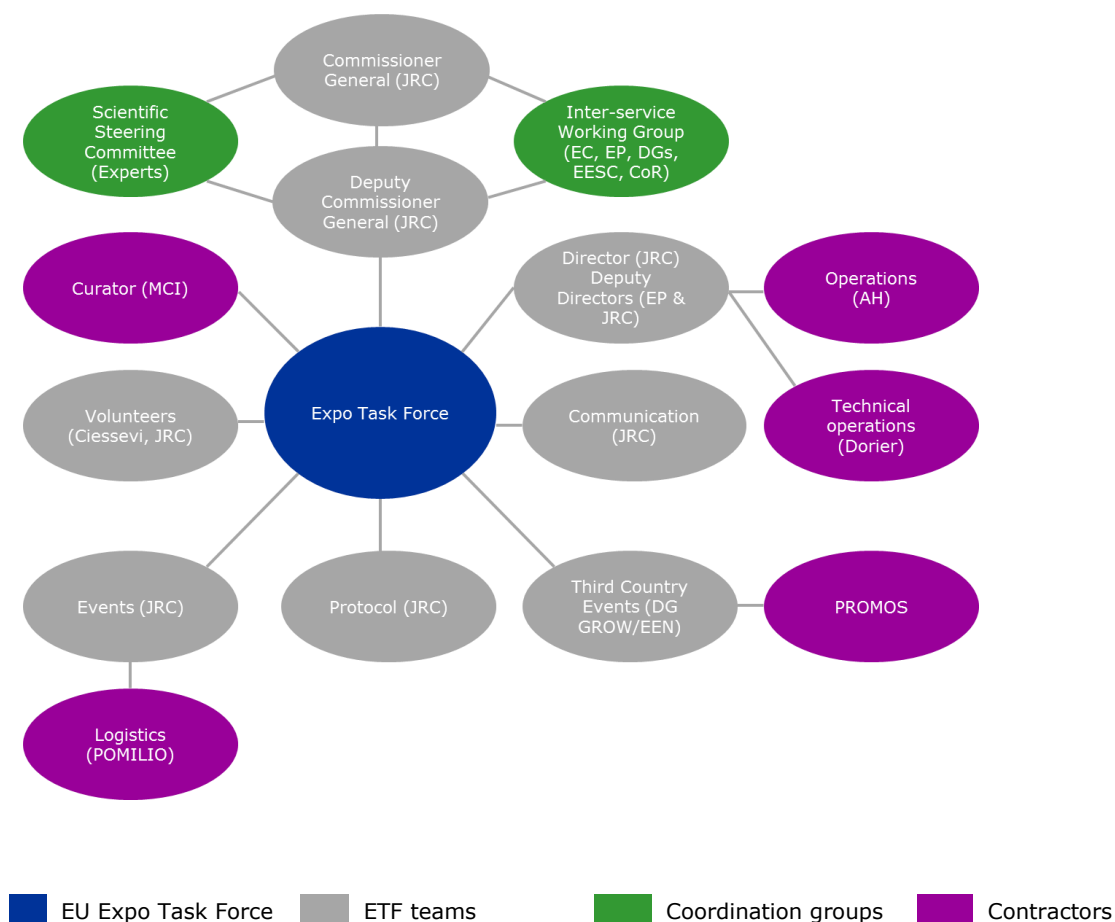 Commissioner
General (JRC)
Scientific
Steering
Committee
(Experts)
Inter-service
Working Group
(EC, EP, DGs,
EESC, CoR)
Deputy
Commissioner
General (JRC)
Curator (MCI)
Director (JRC)
Deputy
Directors (EP &
JRC)
Operations
(AH)
Expo Task Force
Volunteers
(Ciessevi, JRC)
Communication
(JRC)
Technical
operations
(Dorier)
Events (JRC)
Protocol (JRC)
Third Country
Events (DG
GROW/EEN)
PROMOS
Logistics
(POMILIO)
EU Expo Task Force
ETF teams
Coordination groups
Contractors